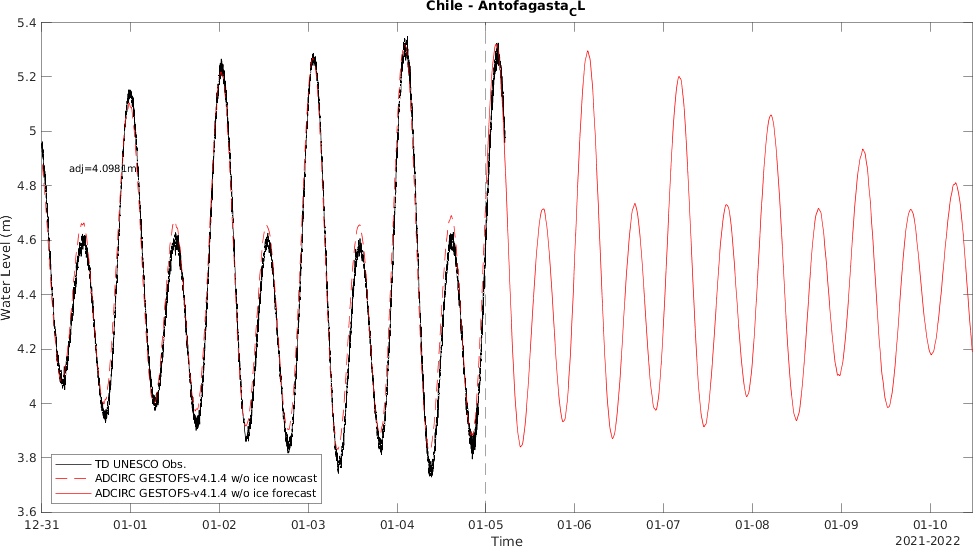 Chile - Antofagasta_CL
5.4
5.2
5
4.8
4.6
4.4
4.2
4
3.8
3.6
Water Level (m)
adj=4.0981m
TD UNESCO Obs.
ADCIRC GESTOFS-v4.1.4 w/o ice nowcast
ADCIRC GESTOFS-v4.1.4 w/o ice forecast
12-31 01-01 01-02 01-03 01-04 01-05 01-06 01-07 01-08 01-09 01-10
Time
2021-2022